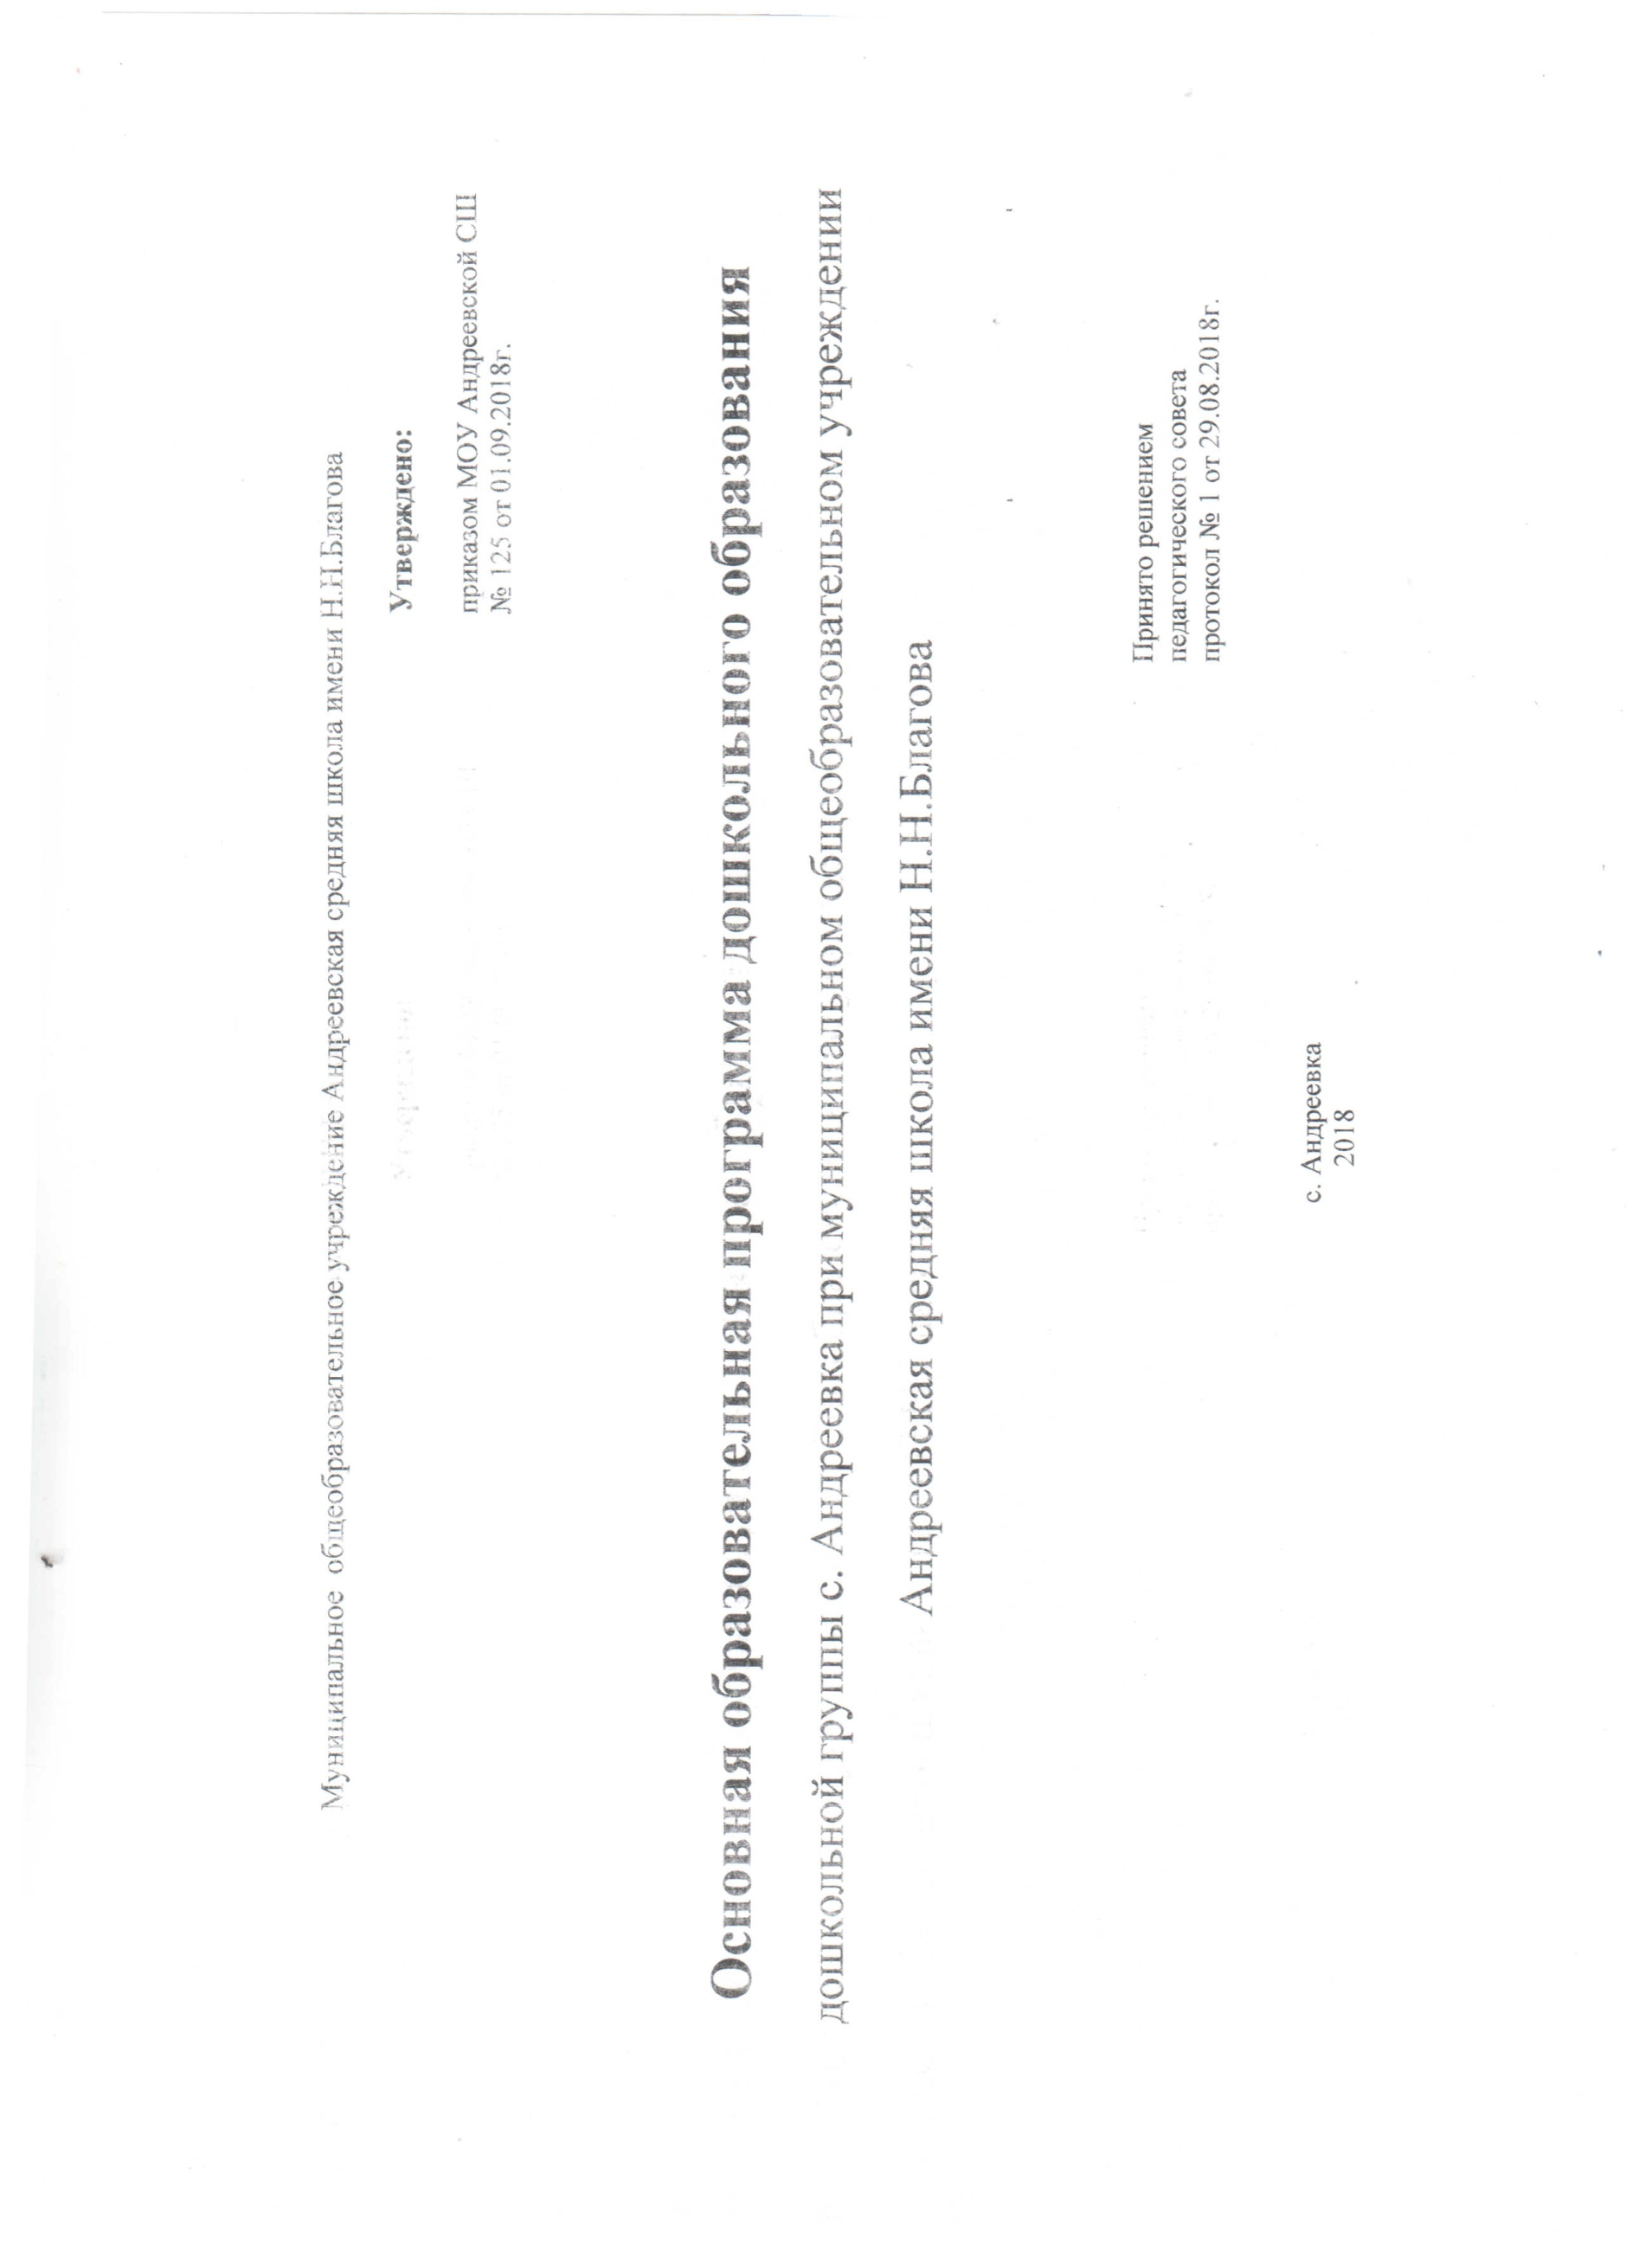 Муниципальное общеобразовательное учреждение Андреевская средняя школа имени Н.Н.Благова
Утверждено:
приказом МОУ Андреевской СШ
№ 125 от 01.09.2018г.
Основная образовательная программа дошкольного образования
дошкольной группы с. Андреевка при муниципальном общеобразовательном учреждении
Андреевская средняя школа имени Н.Н.Благова
Принято решением
педагогического совета
протокол № 1 от 29.08.2018г.
с. Андреевка
2018